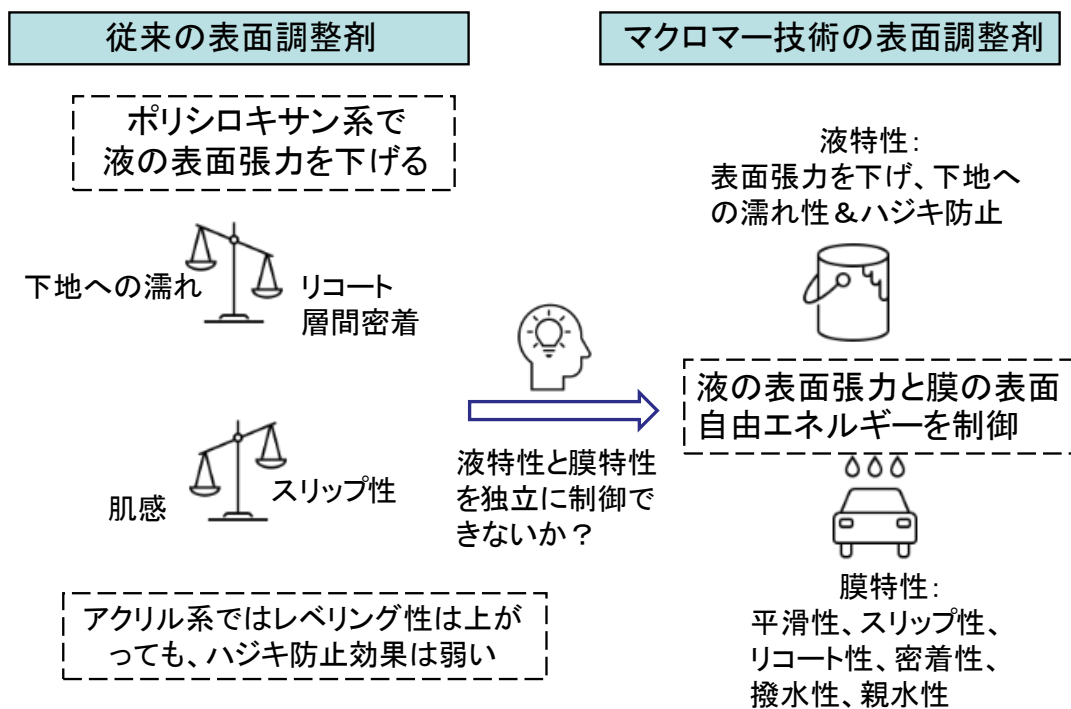 従来の表面調整剤
ポリシロキサン系で
液の表面張力を下げる
下地への濡れ
リコート
層間密着
肌感
スリップ性
アクリル系ではレベリング性は上が
っても、ハジキ防止効果は弱い
液特性と膜特性
を独立に制御で
きないか？
マクロマー技術の表面調整剤
液特性：
表面張力を下げ、下地へ
の濡れ性＆ハジキ防止
液の表面張力と膜の表面
自由エネルギーを制御
膜特性：
平滑性、スリップ性、
リコート性、密着性、
撥水性、親水性